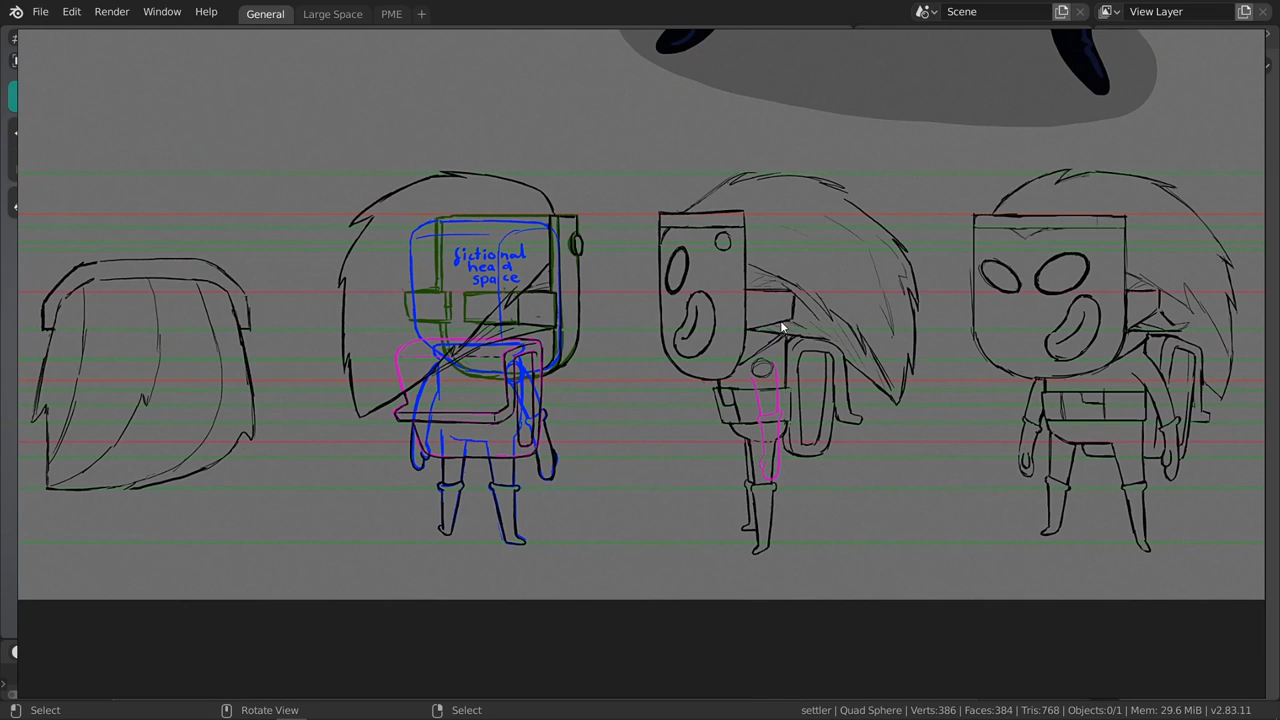 File Edit Render Window Help General Large Space PME + Scene View Layer
fictional
head
space
Select Rotate View Select settler | Quad Sphere | Verts:386 | Faces:384 | Tris:768 | Objects:0/1 | Mem: 29.6 MiB | v2.83.11